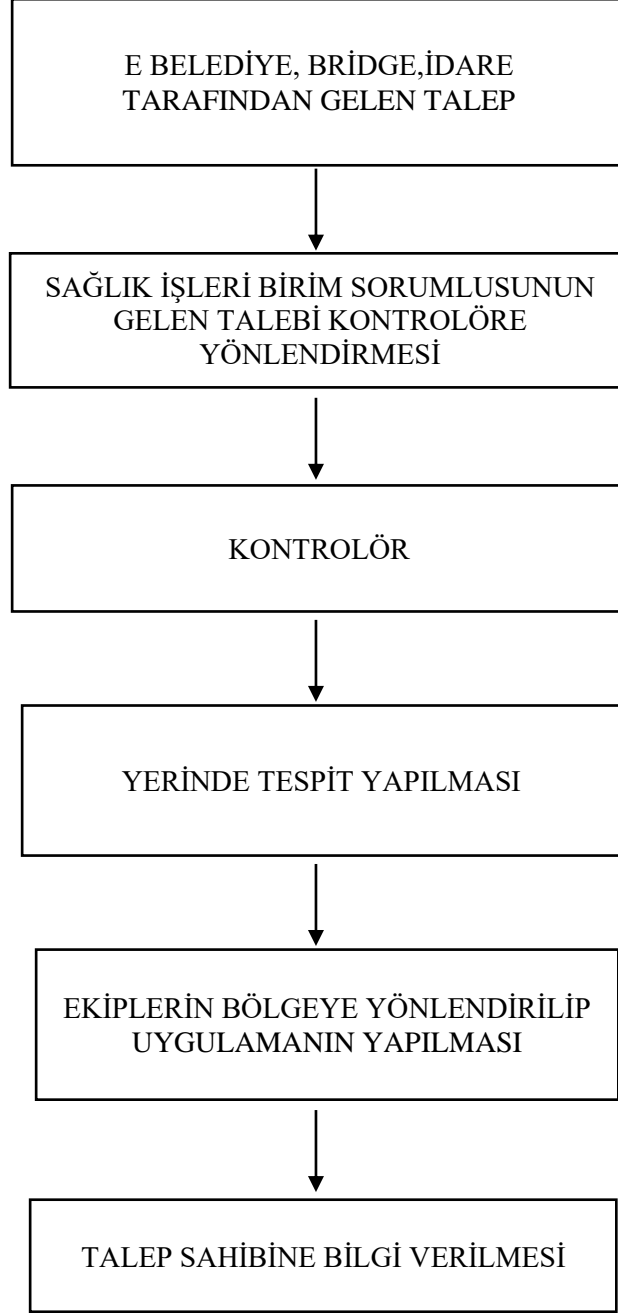 E BELEDİYE, BRİDGE,İDARE
TARAFINDAN GELEN TALEP
SAĞLIK İŞLERİ BİRİM SORUMLUSUNUN
GELEN TALEBİ KONTROLÖRE
YÖNLENDİRMESİ
KONTROLÖR
YERİNDE TESPİT YAPILMASI
EKİPLERİN BÖLGEYE YÖNLENDİRİLİP
UYGULAMANIN YAPILMASI
TALEP SAHİBİNE BİLGİ VERİLMESİ